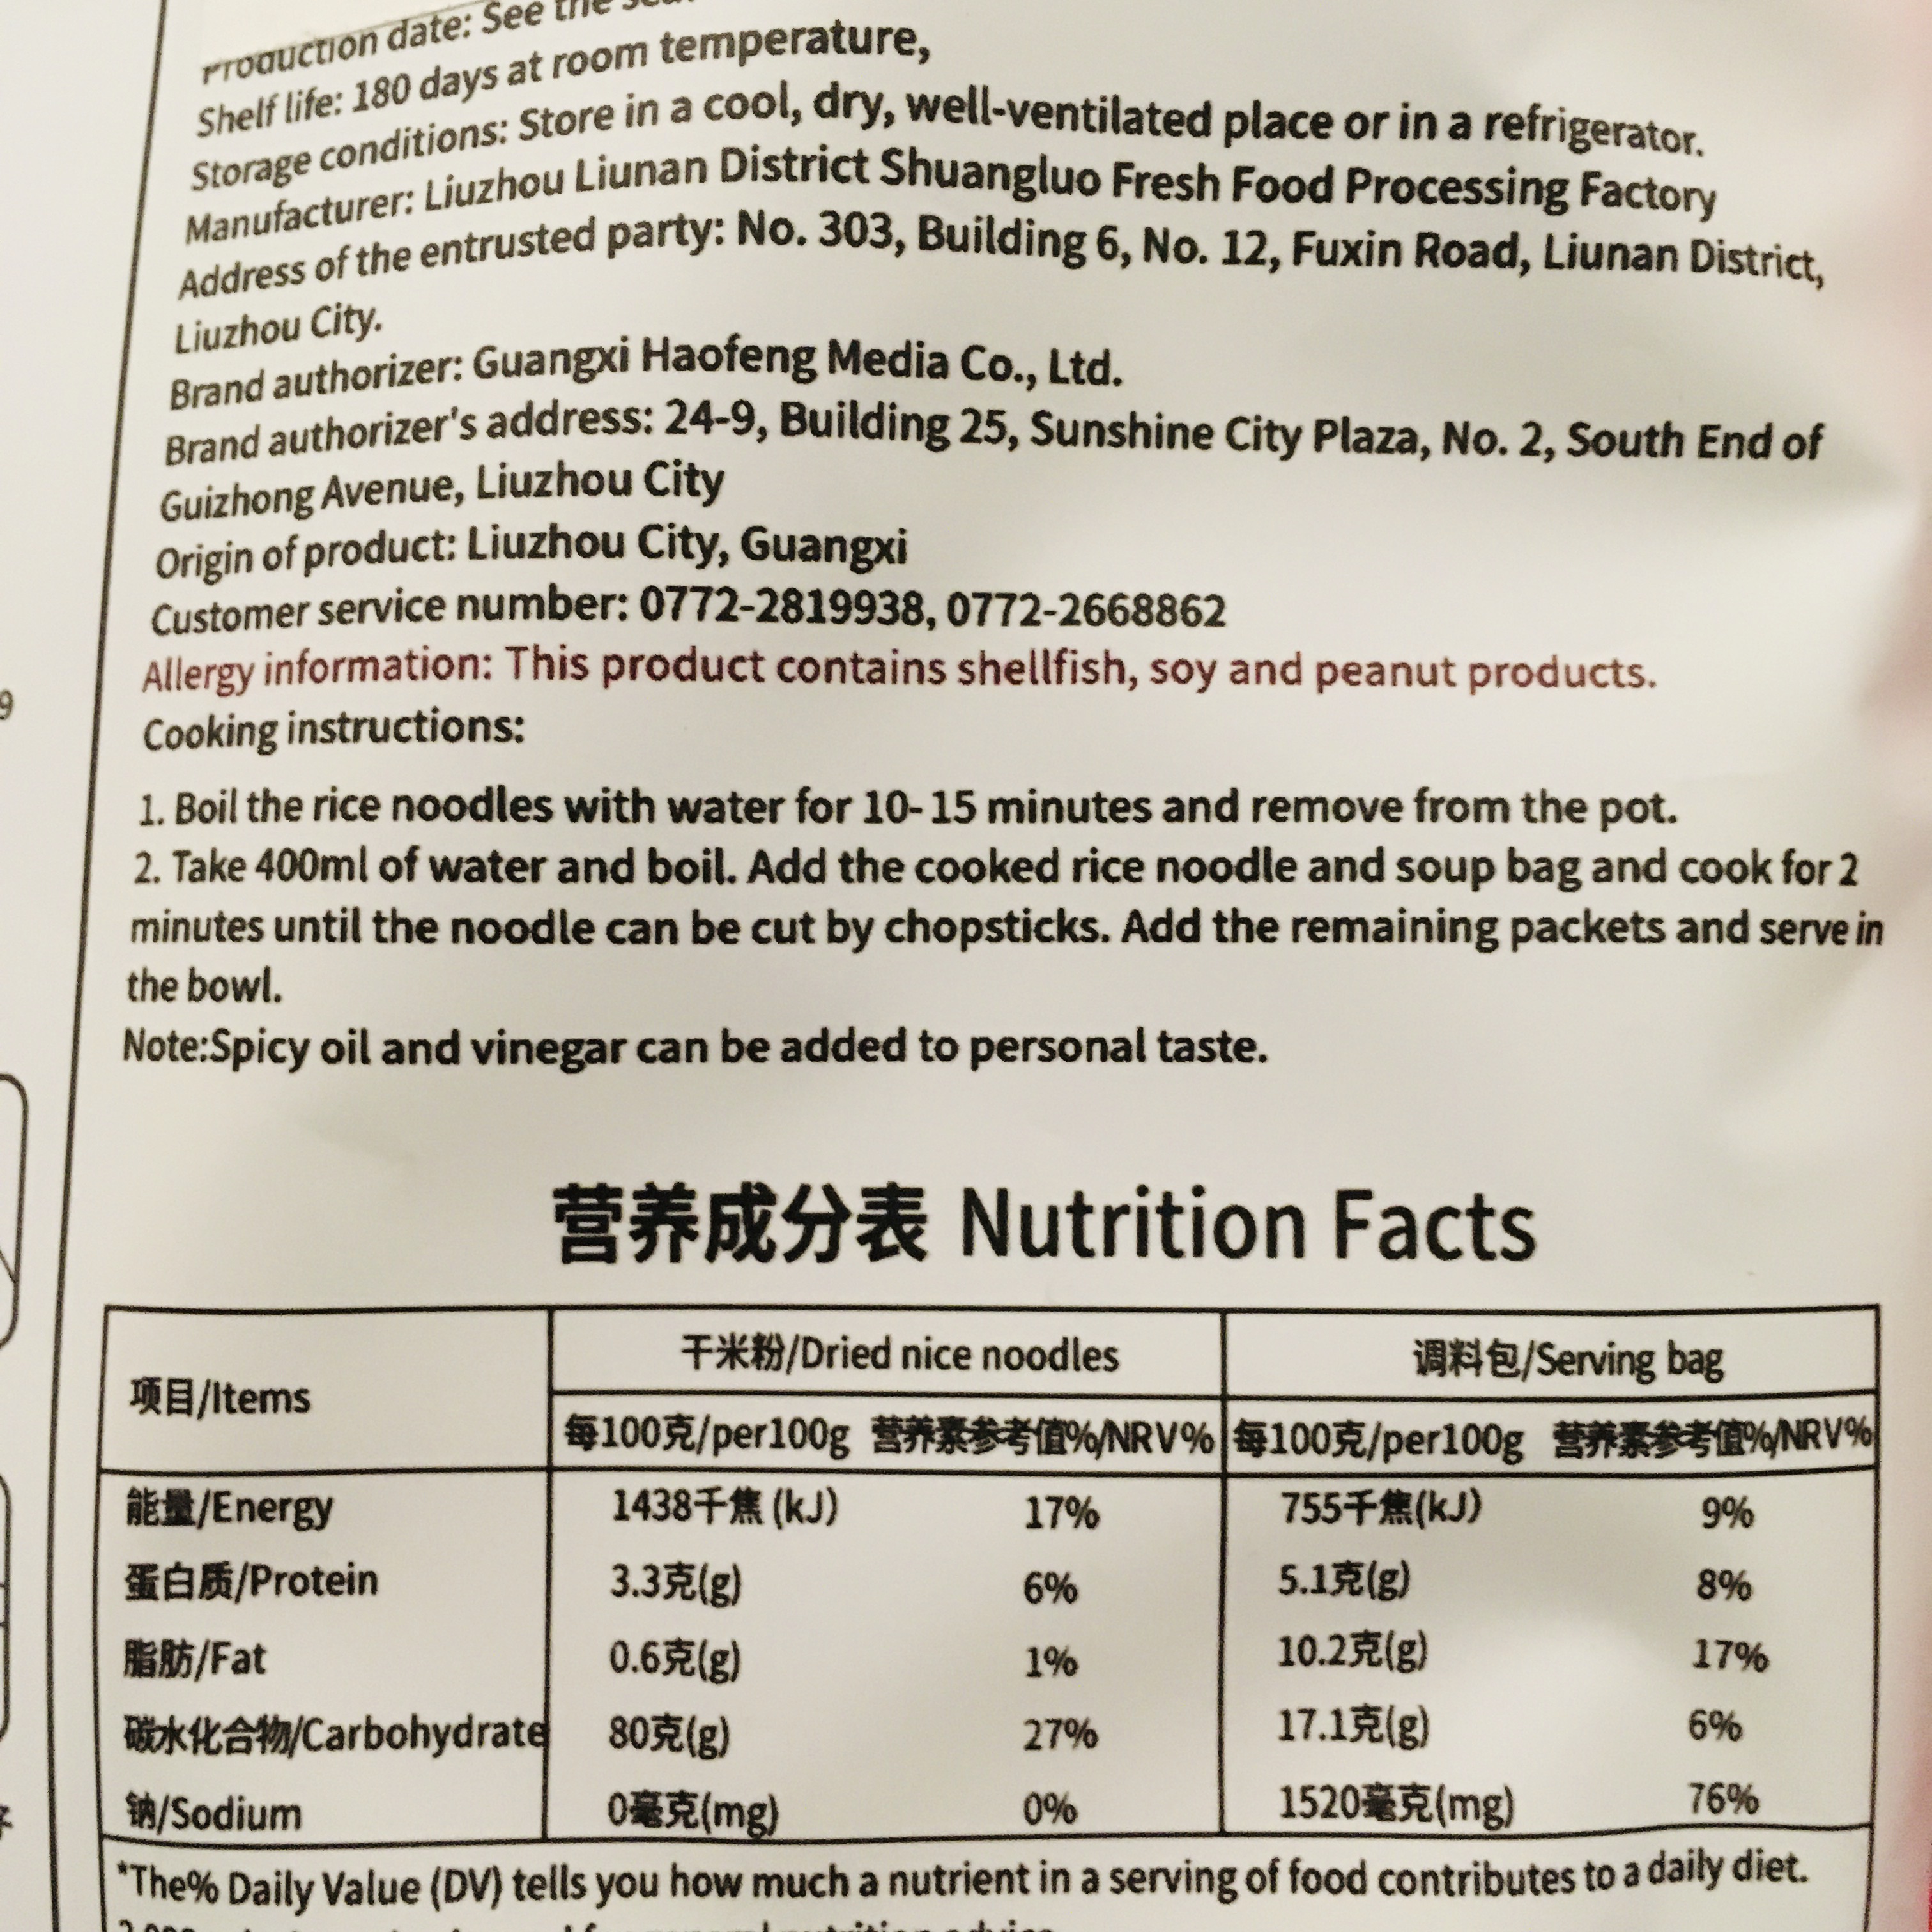 Production date: See the
Shelf life: 180 days at room temperature,
Storage conditions: Store in a cool, dry, well-ventilated place or in a refrigerator.
Manufacturer: Liuzhou Liunan District Shuangluo Fresh Food Processing Factory
Address of the entrusted party: No. 303, Building 6, No. 12, Fuxin Road, Liunan District,
Liuzhou City.
Brand authorizer: Guangxi Haofeng Media Co., Ltd.
Brand authorizer's address: 24-9, Building 25, Sunshine City Plaza, No. 2, South End of
Guizhong Avenue, Liuzhou City
Origin of product: Liuzhou City, Guangxi
Customer service number: 0772-2819938, 0772-2668862
Allergy information: This product contains shellfish, soy and peanut products.
9
Cooking instructions:
1. Boil the rice noodles with water for 10-15 minutes and remove from the pot.
2. Take 400ml of water and boil. Add the cooked rice noodle and soup bag and cook for 2
minutes until the noodle can be cut by chopsticks. Add the remaining packets and serve in
the bowl.
Note:Spicy oil and vinegar can be added to personal taste.
营养成分表 Nutrition Facts
项目/Items 干米粉/Dried nice noodles 调料包/Serving bag
每100克/per100g 营养素参考值%/NRV% 每100克/per100g 营养素参考值%/NRV%
能量/Energy 1438千焦 (kJ) 17% 755千焦(kJ) 9%
蛋白质/Protein 3.3克(g) 6% 5.1克(g) 8%
脂肪/Fat 0.6克(g) 1% 10.2克(g) 17%
碳水化合物/Carbohydrate 80克(g) 27% 17.1克(g) 6%
钠/Sodium 0毫克(mg) 0% 1520毫克(mg) 76%
*The% Daily Value (DV) tells you how much a nutrient in a serving of food contributes to a daily diet.